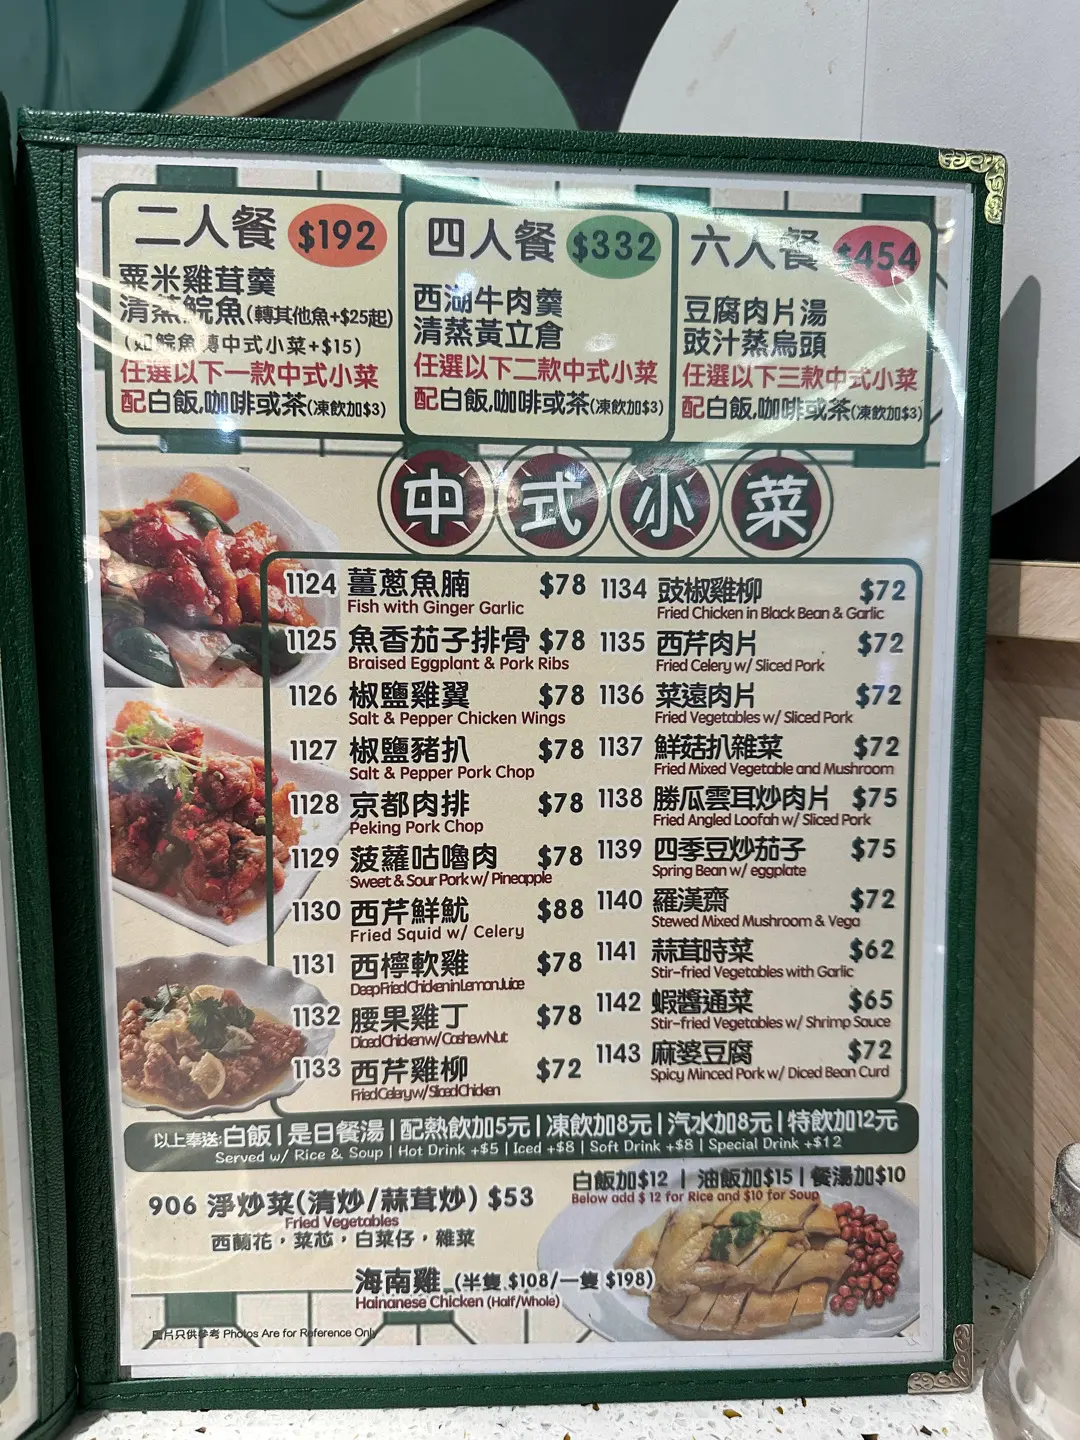 二人餐 $192
粟米雞茸羹
清蒸鯇魚(轉其他魚+$25起)
(如鯇魚轉中式小菜+$15)
任選以下一款中式小菜
配白飯,咖啡或茶(凍飲加$3)
四人餐 $332
西湖牛肉羹
清蒸黃立倉
任選以下二款中式小菜
配白飯,咖啡或茶(凍飲加$3)
六人餐 $454
豆腐肉片湯
豉汁蒸烏頭
任選以下三款中式小菜
配白飯,咖啡或茶(凍飲加$3)
中式小菜
1124 薑蔥魚腩 $78
Fish with Ginger Garlic
1125 魚香茄子排骨 $78
Braised Eggplant & Pork Ribs
1126 椒鹽雞翼 $78
Salt & Pepper Chicken Wings
1127 椒鹽豬扒 $78
Salt & Pepper Pork Chop
1128 京都肉排 $78
Peking Pork Chop
1129 菠蘿咕嚕肉 $78
Sweet & Sour Pork w/ Pineapple
1130 西芹鮮魷 $88
Fried Squid w/ Celery
1131 西檸軟雞 $78
Deep Fried Chicken in Lemon Juice
1132 腰果雞丁 $78
Diced Chicken w/ Cashew Nut
1133 西芹雞柳 $72
Fried Celery w/ Sliced Chicken
1134 豉椒雞柳 $72
Fried Chicken in Black Bean & Garlic
1135 西芹肉片 $72
Fried Celery w/ Sliced Pork
1136 菜遠肉片 $72
Fried Vegetables w/ Sliced Pork
1137 鮮菇扒雜菜 $72
Fried Mixed Vegetable and Mushroom
1138 勝瓜雲耳炒肉片 $75
Fried Angled Loofah w/ Sliced Pork
1139 四季豆炒茄子 $75
Spring Bean w/ eggplate
1140 羅漢齋 $72
Stewed Mixed Mushroom & Vega
1141 蒜茸時菜 $62
Stir-fried Vegetables with Garlic
1142 蝦醬通菜 $65
Stir-fried Vegetables w/ Shrimp Sauce
1143 麻婆豆腐 $72
Spicy Minced Pork w/ Diced Bean Curd
以上奉送:白飯|是日餐湯|配熱飲加5元|凍飲加8元|汽水加8元|特飲加12元
Served w/ Rice & Soup | Hot Drink +$5 | Iced +$8 | Soft Drink +$8 | Special Drink +$12
白飯加$12 | 油飯加$15 | 餐湯加$10
Below add $12 for Rice and $10 for Soup
906 淨炒菜(清炒/蒜茸炒) $53
Fried Vegetables
西蘭花,菜芯,白菜仔,雜菜
海南雞 (半隻 $108/一隻 $198)
Hainanese Chicken (Half/Whole)
圖片只供參考 Photos Are for Reference Only